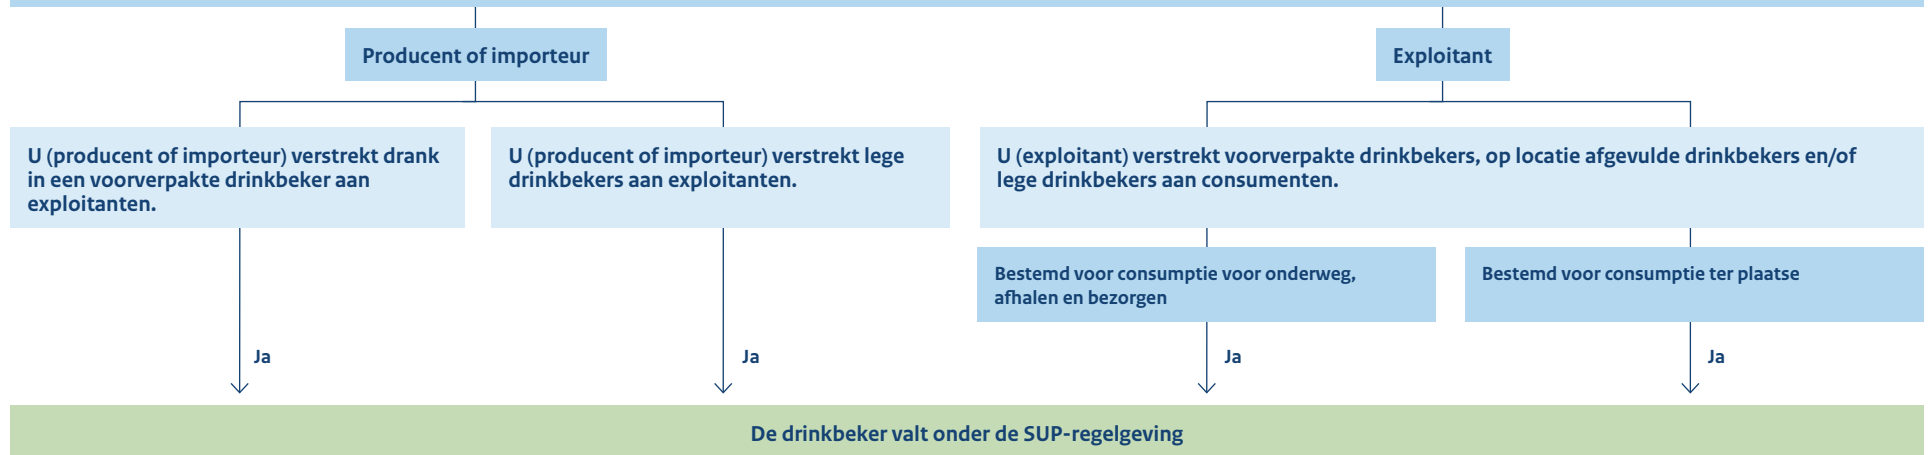 Producent of importeur
Exploitant
U (producent of importeur) verstrekt drank
in een voorverpakte drinkbeker aan
exploitanten.
U (producent of importeur) verstrekt lege
drinkbekers aan exploitanten.
U (exploitant) verstrekt voorverpakte drinkbekers, op locatie afgevulde drinkbekers en/of
lege drinkbekers aan consumenten.
Bestemd voor consumptie voor onderweg,
afhalen en bezorgen
Bestemd voor consumptie ter plaatse
Ja
Ja
Ja
Ja
De drinkbeker valt onder de SUP-regelgeving